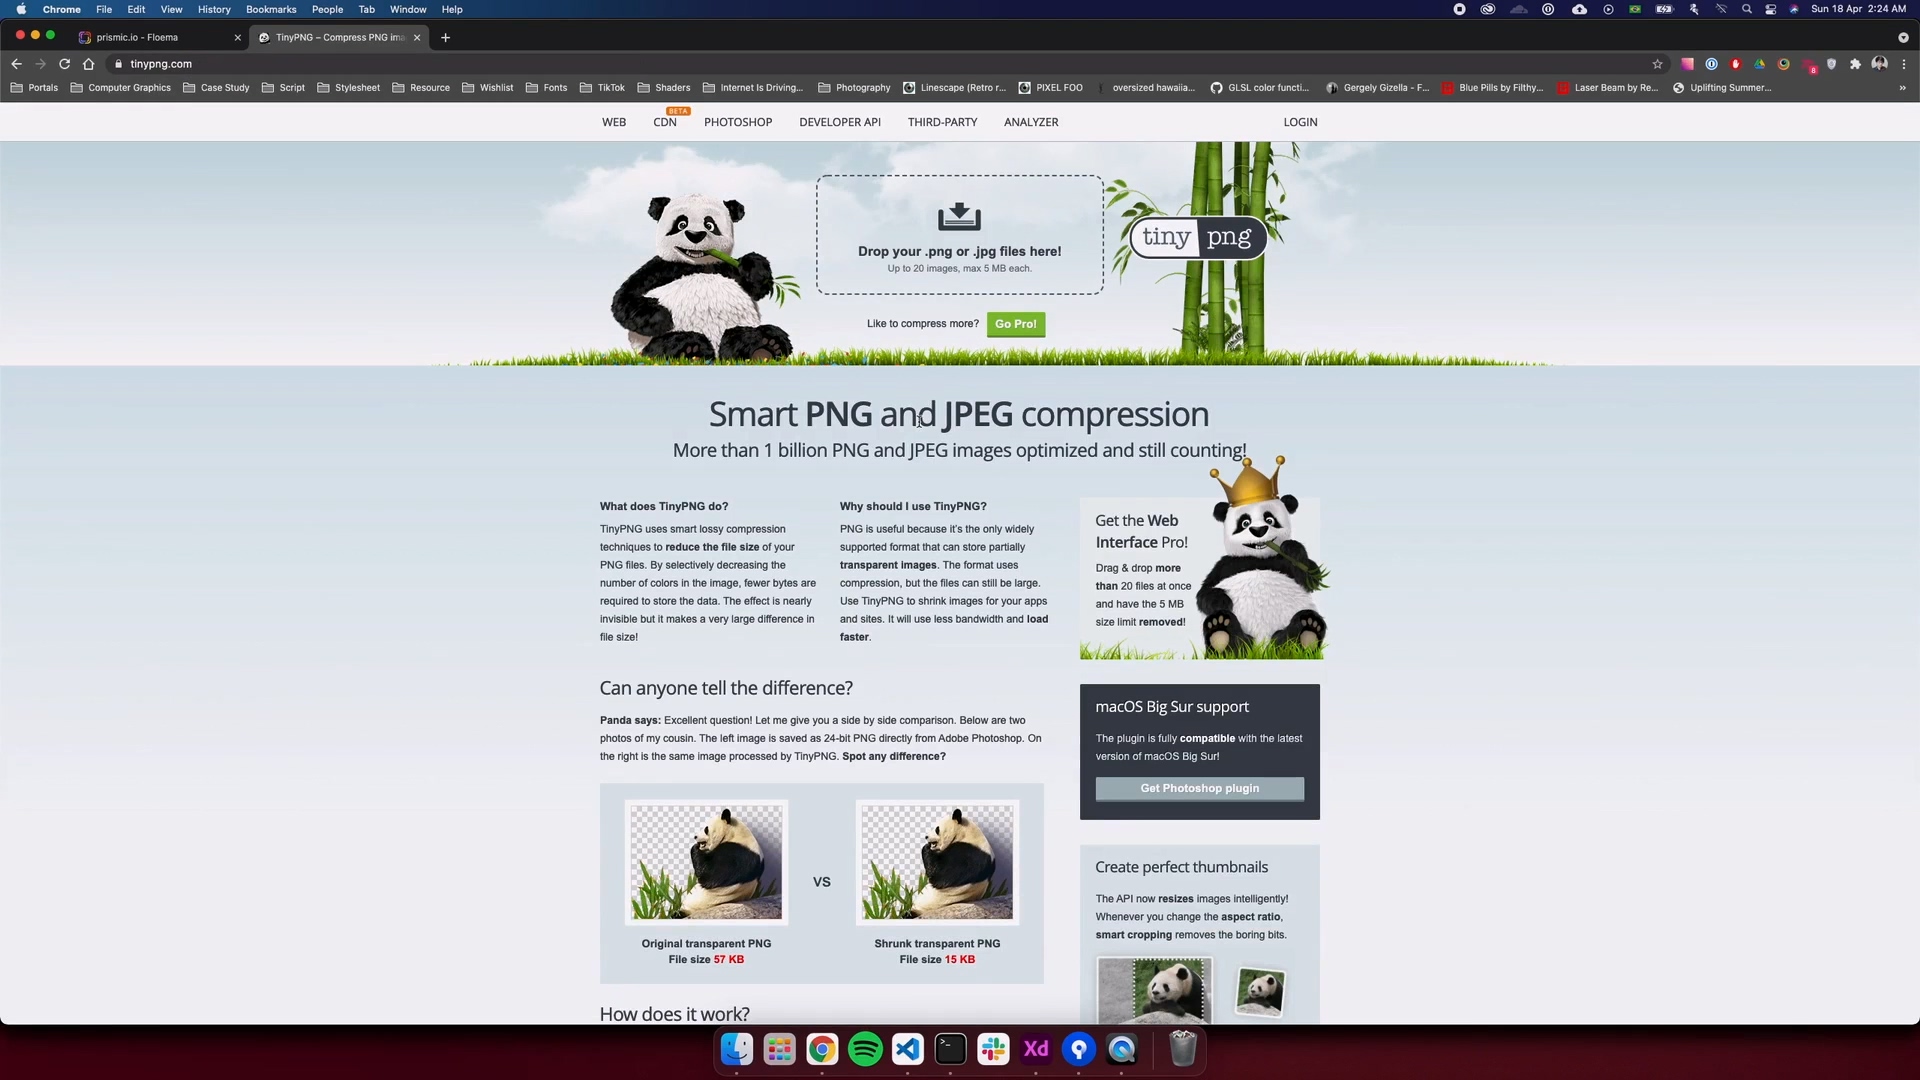 Chrome File Edit View History Bookmarks People Tab Window Help
Sun 18 Apr 2:24 AM
prismic.io - Floema
TinyPNG – Compress PNG ima
tinypng.com
8
Portals Computer Graphics Case Study Script Stylesheet Resource Wishlist Fonts TikTok Shaders Internet Is Driving... Photography Linescape (Retro r... PIXEL FOO oversized hawaiia... GLSL color functi... Gergely Gizella - F... Blue Pills by Filthy... Laser Beam by Re... Uplifting Summer... »
BETA
WEB CDN PHOTOSHOP DEVELOPER API THIRD-PARTY ANALYZER LOGIN
Drop your .png or .jpg files here!
Up to 20 images, max 5 MB each.
tiny png
Like to compress more? Go Pro!
Smart PNG and JPEG compression
More than 1 billion PNG and JPEG images optimized and still counting!
What does TinyPNG do?
TinyPNG uses smart lossy compression
techniques to reduce the file size of your
PNG files. By selectively decreasing the
number of colors in the image, fewer bytes are
required to store the data. The effect is nearly
invisible but it makes a very large difference in
file size!
Why should I use TinyPNG?
PNG is useful because it's the only widely
supported format that can store partially
transparent images. The format uses
compression, but the files can still be large.
Use TinyPNG to shrink images for your apps
and sites. It will use less bandwidth and load
faster.
Get the Web
Interface Pro!
Drag & drop more
than 20 files at once
and have the 5 MB
size limit removed!
Can anyone tell the difference?
Panda says: Excellent question! Let me give you a side by side comparison. Below are two
photos of my cousin. The left image is saved as 24-bit PNG directly from Adobe Photoshop. On
the right is the same image processed by TinyPNG. Spot any difference?
macOS Big Sur support
The plugin is fully compatible with the latest
version of macOS Big Sur!
Get Photoshop plugin
VS
Original transparent PNG
File size 57 KB
Shrunk transparent PNG
File size 15 KB
Create perfect thumbnails
The API now resizes images intelligently!
Whenever you change the aspect ratio,
smart cropping removes the boring bits.
How does it work?
Xd